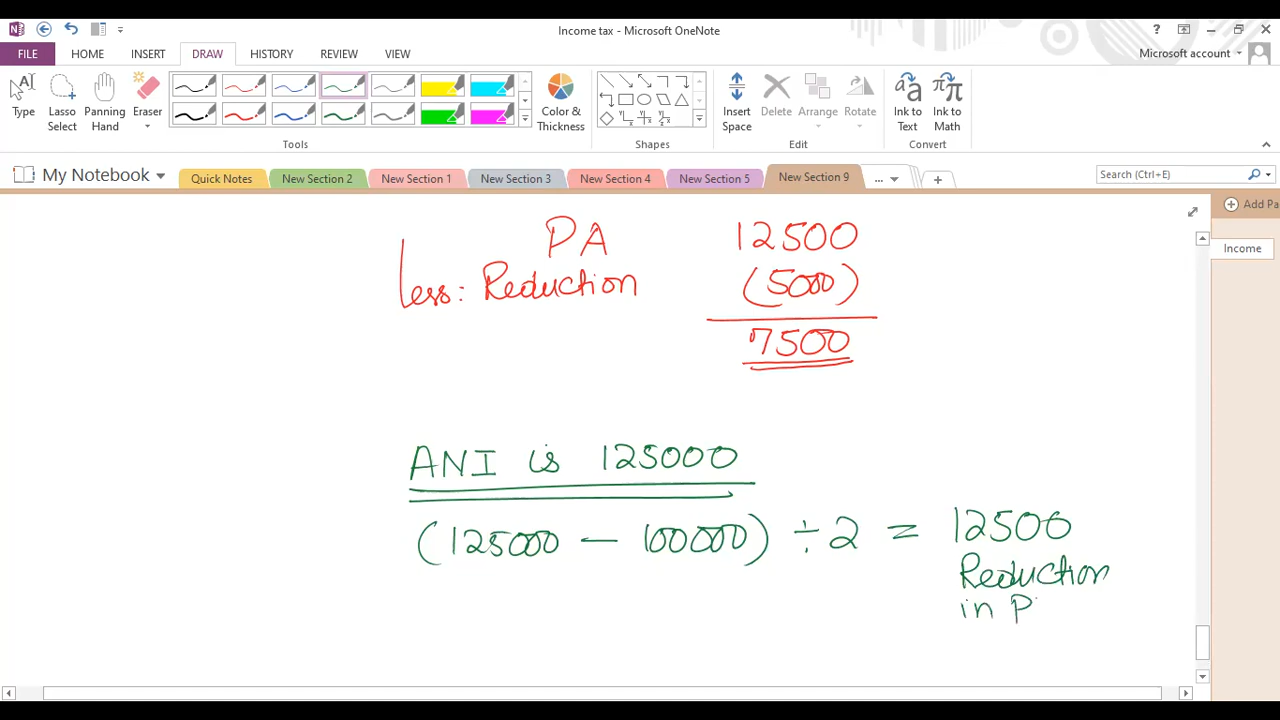 Income tax - Microsoft OneNote
FILE HOME INSERT DRAW HISTORY REVIEW VIEW
Microsoft account
Type
Lasso Select
Panning Hand
Eraser
Color & Thickness
Insert Space
Delete
Arrange
Rotate
Ink to Text
Ink to Math
Tools Shapes Edit Convert
My Notebook Quick Notes New Section 2 New Section 1 New Section 3 New Section 4 New Section 5 New Section 9 ... Search (Ctrl+E)
Add Pa
Income
PA 12500
Less: Reduction (5000)
7500
ANI is 125000
(125000 — 100000) ÷ 2 = 12500
Reduction
in P